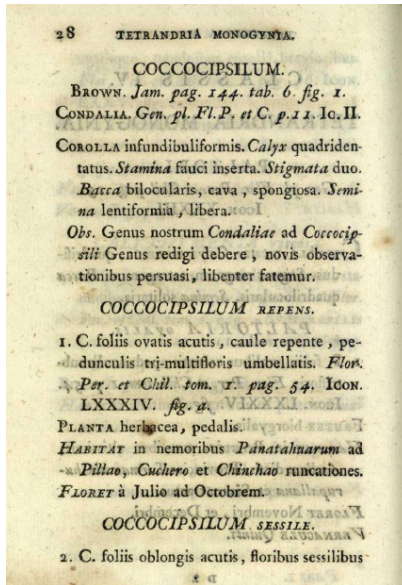 28 TETRANDRIA MONOGYNIA.
COCCOCIPSILUM.
BROWN. Jam. pag. 144. tab. 6. fig. 1.
CONDALIA. Gen. pl. Fl. P. et C. p. 11. Ic. II.
COROLLA infundibuliformis. Calyx quadriden-
tatus. Stamina fauci inserta. Stigmata duo.
Bacca bilocularis, cava, spongiosa. Semi-
na lentiformia, libera.
Obs. Genus nostrum Condaliae ad Coccocip-
sili Genus redigi debere, novis observa-
tionibus persuasi, libenter fatemur.
COCCOCIPSILUM REPENS.
1. C. foliis ovatis acutis, caule repente, pe-
dunculis tri-multifloris umbellatis. Flor.
Per. et Chil. tom. 1. pag. 54. ICON.
LXXXIV. fig. a.
PLANTA herbacea, pedalis.
HABITAT in nemoribus Panatahuarum ad
Pillao, Cuchero et Chinchao runcationes.
FLORET à Julio ad Octobrem.
COCCOCIPSILUM SESSILE.
2. C. foliis oblongis acutis, floribus sessilibus